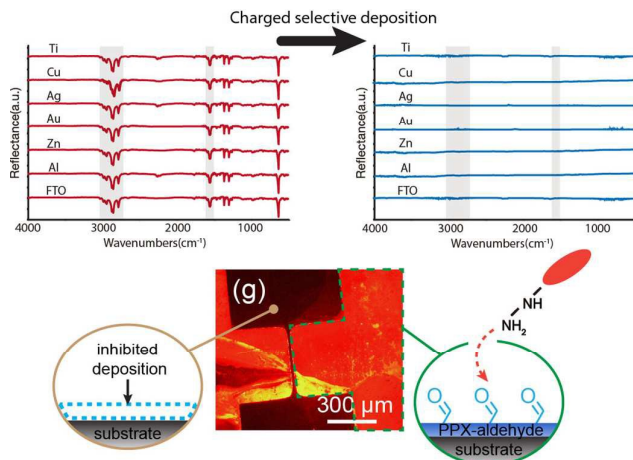 Charged selective deposition
Ti
Cu
Ag
Au
Zn
Al
FTO
Reflectance(a.u.)
4000
3000
2000
1000
Wavenumbers(cm⁻¹)
Ti
Cu
Ag
Au
Zn
Al
FTO
Reflectance(a.u.)
4000
3000
2000
1000
Wavenumbers(cm⁻¹)
inhibited
deposition
substrate
(g)
300 µm
NH
NH₂
O
O
O
PPX-aldehyde
substrate